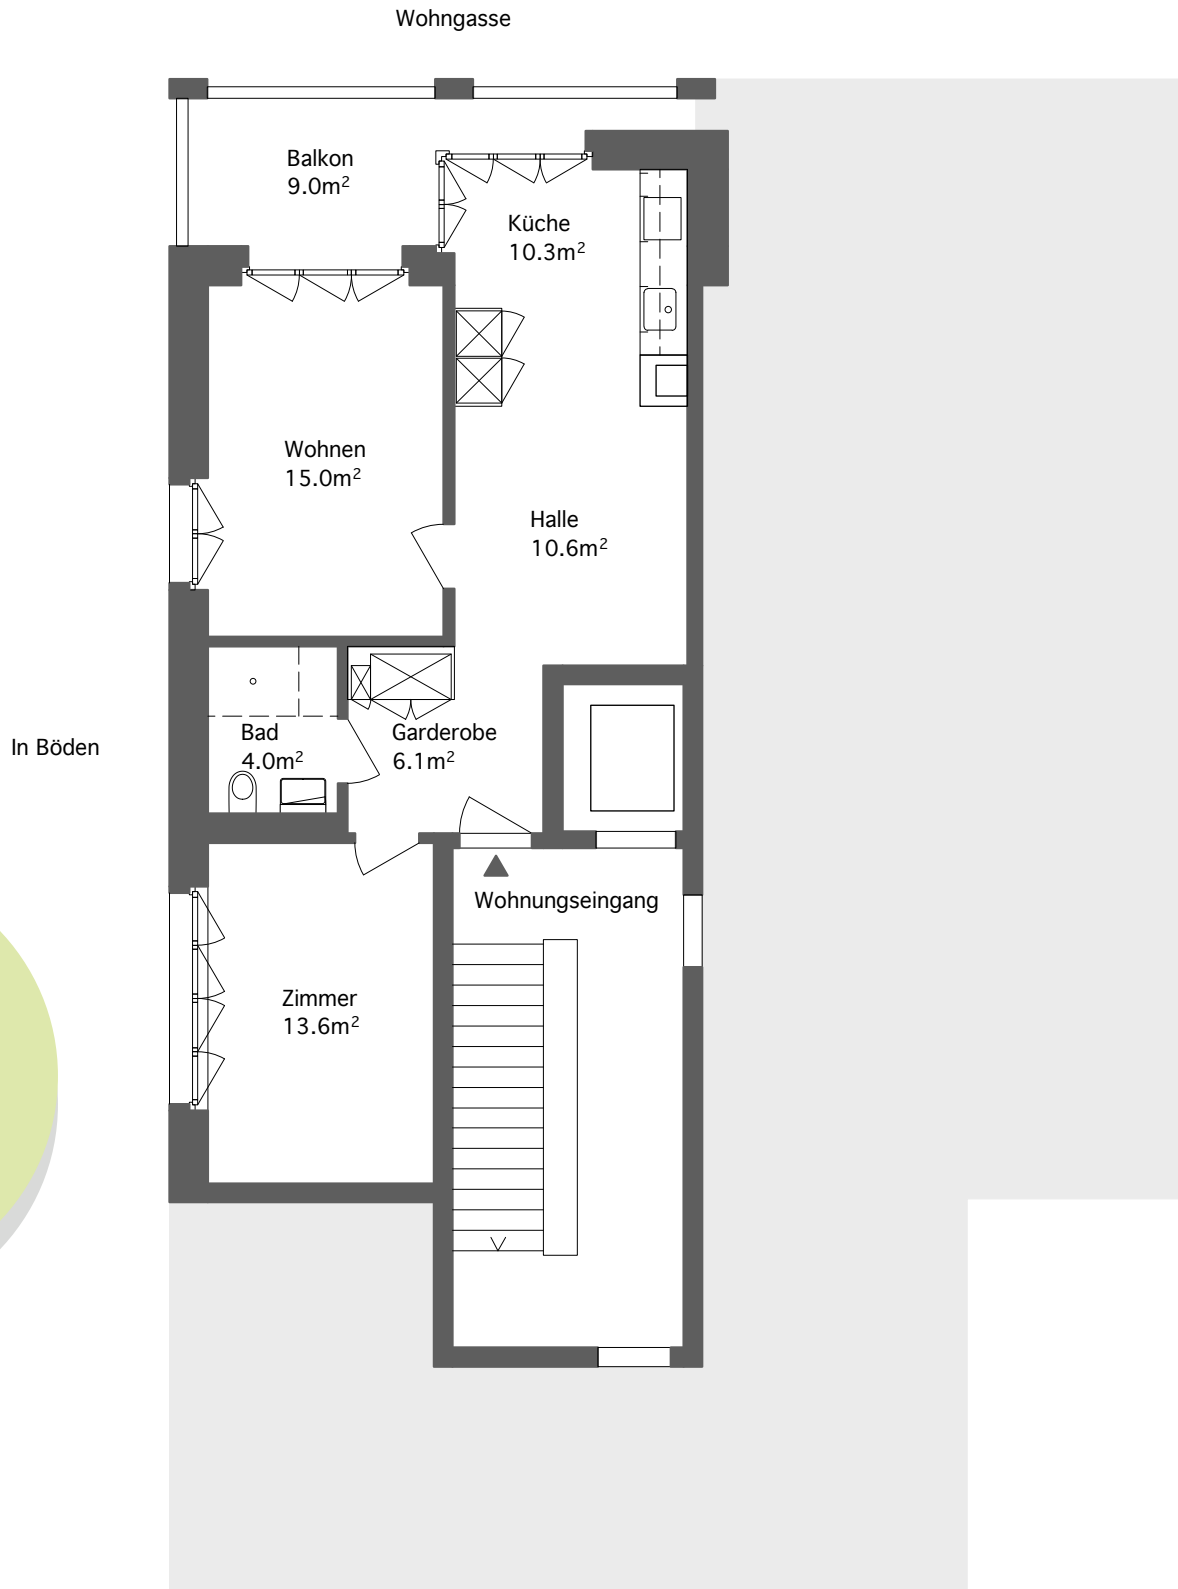 Wohngasse
Balkon
9.0m²
Küche
10.3m²
Wohnen
15.0m²
Halle
10.6m²
In Böden
Bad
4.0m²
Garderobe
6.1m²
Wohnungseingang
Zimmer
13.6m²